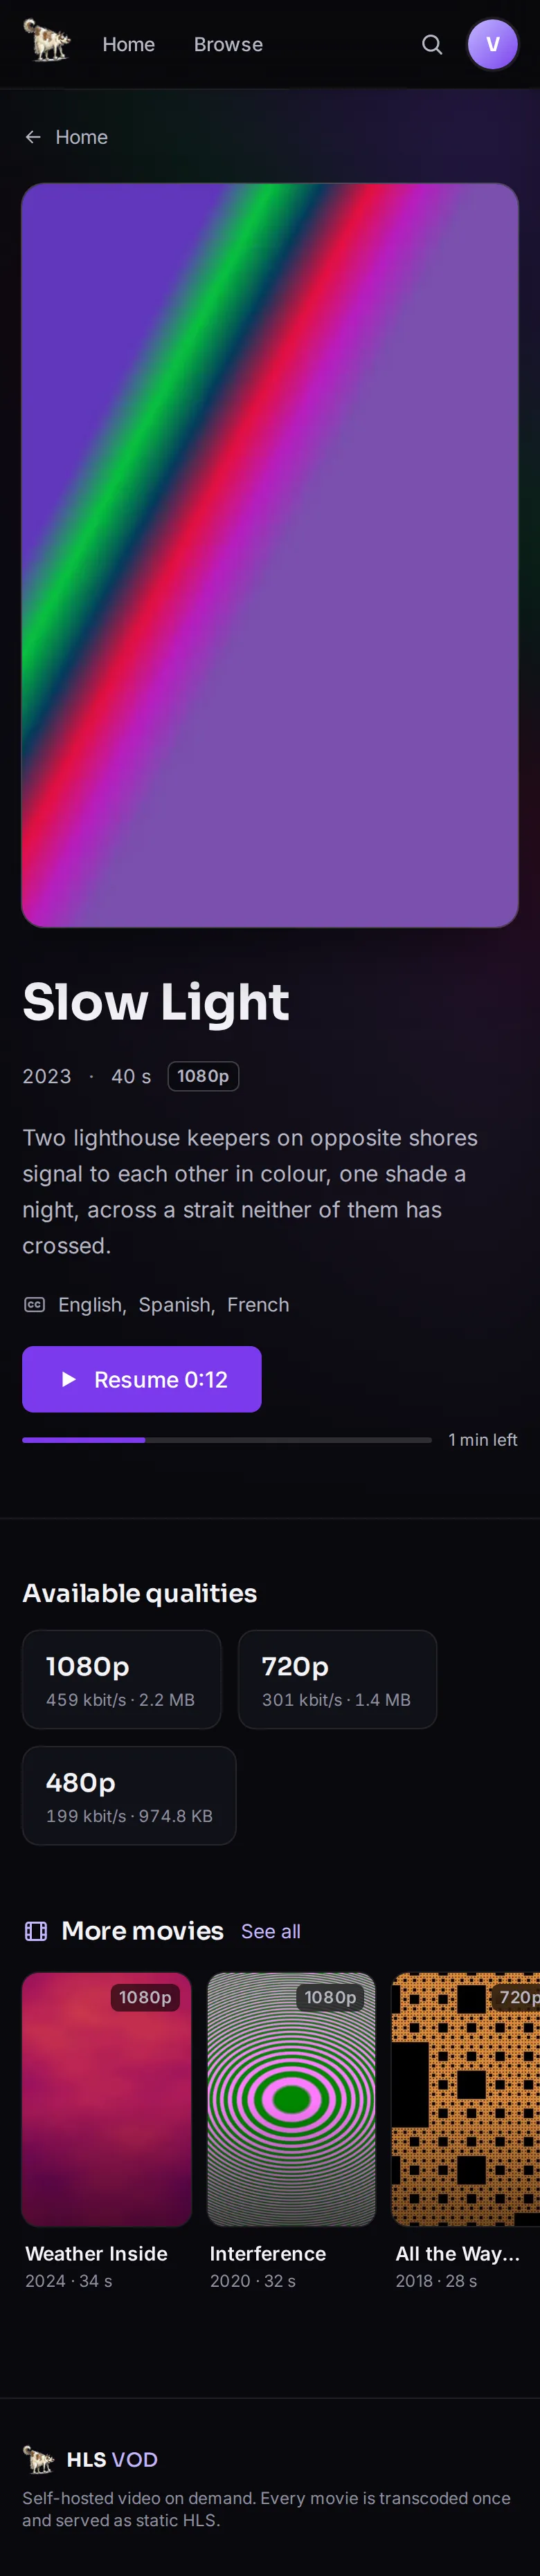 Home Browse V
Home
Slow Light
2023 · 40 s 1080p
Two lighthouse keepers on opposite shores
signal to each other in colour, one shade a
night, across a strait neither of them has
crossed.
CC English, Spanish, French
Resume 0:12
1 min left
Available qualities
1080p
459 kbit/s · 2.2 MB
720p
301 kbit/s · 1.4 MB
480p
199 kbit/s · 974.8 KB
More movies See all
1080p
1080p
720p
Weather Inside
2024 · 34 s
Interference
2020 · 32 s
All the Way...
2018 · 28 s
HLS VOD
Self-hosted video on demand. Every movie is transcoded once
and served as static HLS.